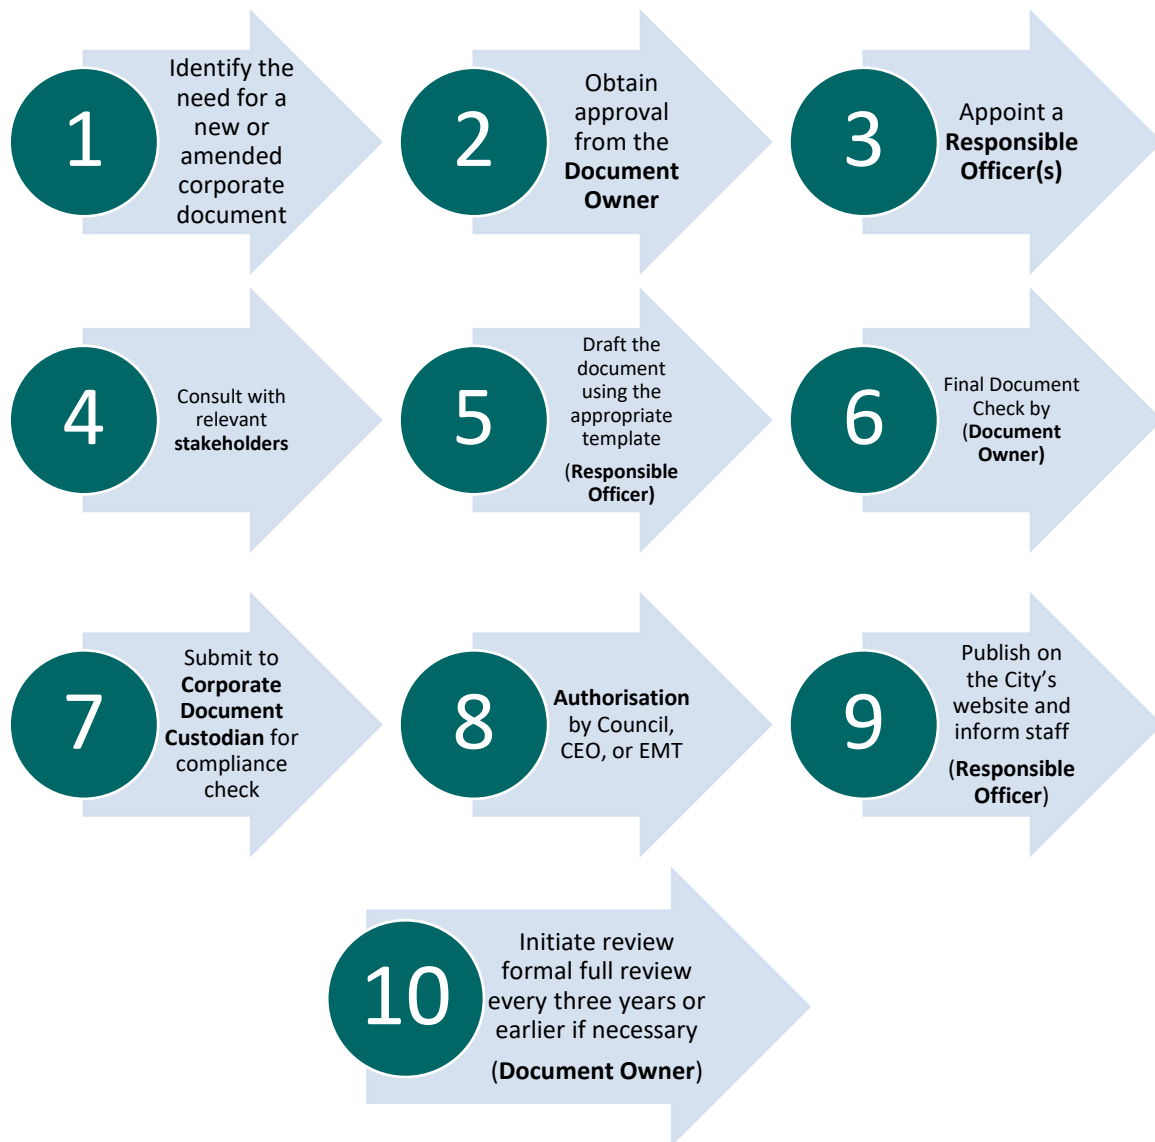 1
Identify the
need for a
new or
amended
corporate
document
2
Obtain
approval
from the
Document
Owner
3
Appoint a
Responsible
Officer(s)
4
Consult with
relevant
stakeholders
5
Draft the
document
using the
appropriate
template
(Responsible
Officer)
6
Final Document
Check by
(Document
Owner)
7
Submit to
Corporate
Document
Custodian for
compliance
check
8
Authorisation
by Council,
CEO, or EMT
9
Publish on
the City’s
website and
inform staff
(Responsible
Officer)
10
Initiate review
formal full review
every three years or
earlier if necessary
(Document Owner)